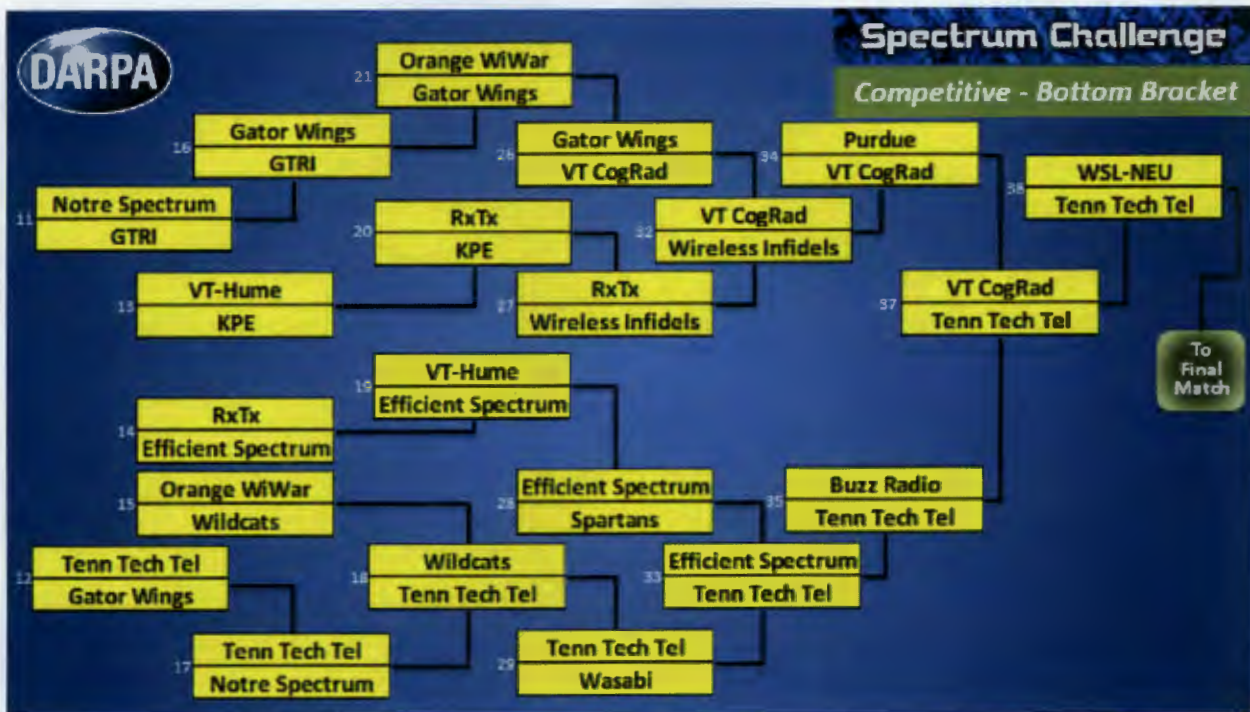 DARPA
Spectrum Challenge
Competitive - Bottom Bracket
21
Orange WiWar
Gator Wings
16
Gator Wings
GTRI
11
Notre Spectrum
GTRI
26
Gator Wings
VT CogRad
20
RxTx
KPE
13
VT-Hume
KPE
27
RxTx
Wireless Infidels
32
VT CogRad
Wireless Infidels
34
Purdue
VT CogRad
38
WSL-NEU
Tenn Tech Tel
37
VT CogRad
Tenn Tech Tel
To
Final
Match
19
VT-Hume
Efficient Spectrum
14
RxTx
Efficient Spectrum
15
Orange WiWar
Wildcats
28
Efficient Spectrum
Spartans
35
Buzz Radio
Tenn Tech Tel
12
Tenn Tech Tel
Gator Wings
18
Wildcats
Tenn Tech Tel
33
Efficient Spectrum
Tenn Tech Tel
17
Tenn Tech Tel
Notre Spectrum
29
Tenn Tech Tel
Wasabi